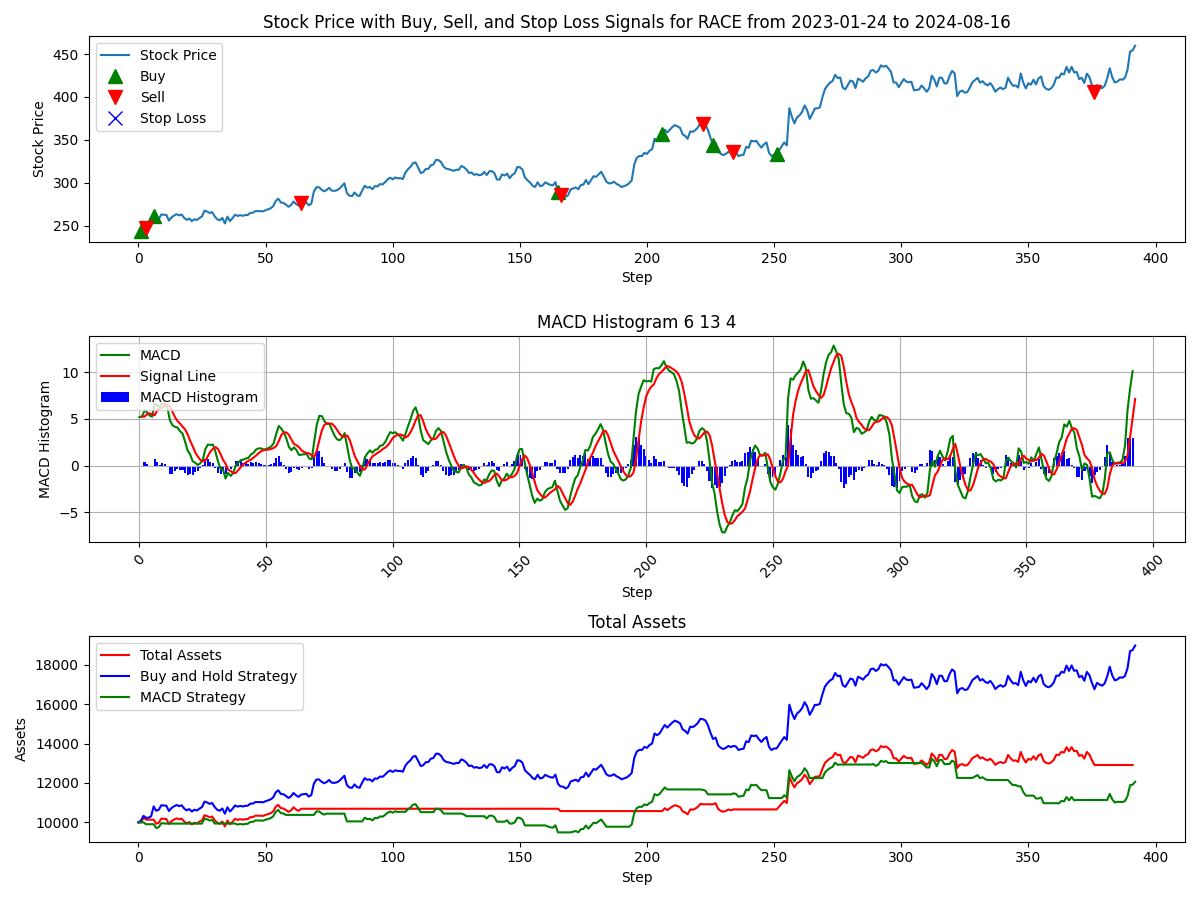 Stock Price with Buy, Sell, and Stop Loss Signals for RACE from 2023-01-24 to 2024-08-16
Stock Price
Buy
Sell
Stop Loss
Stock Price
450
400
350
300
250
0 50 100 150 200 250 300 350 400
Step
MACD Histogram 6 13 4
MACD
Signal Line
MACD Histogram
MACD Histogram
10
5
0
−5
0 50 100 150 200 250 300 350 400
Step
Total Assets
Total Assets
Buy and Hold Strategy
MACD Strategy
Assets
18000
16000
14000
12000
10000
0 50 100 150 200 250 300 350 400
Step